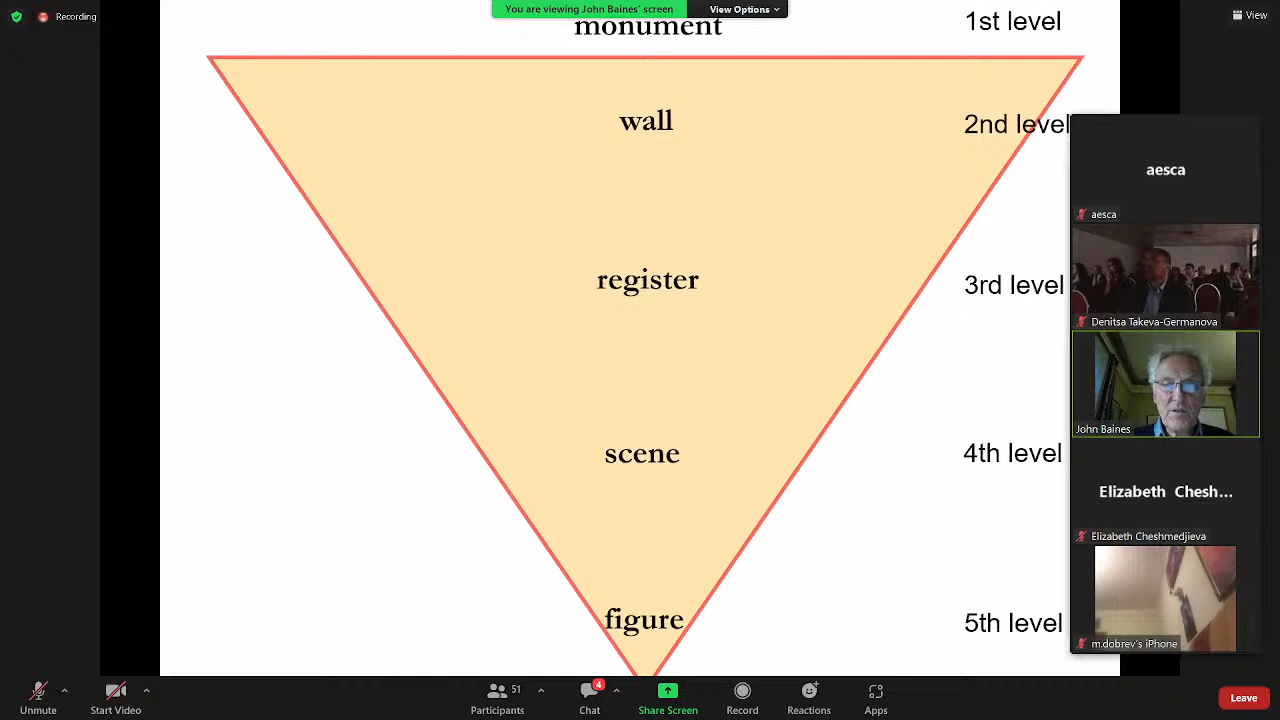 You are viewing John Baines' screen
View Options
Recording
View
monument
1st level
wall
2nd level
register
3rd level
scene
4th level
figure
5th level
aesca
aesca
Denitsa Takeva-Germanova
John Baines
Elizabeth Chesh...
Elizabeth Cheshmedjieva
m.dobrev's iPhone
Unmute
Start Video
51
Participants
4
Chat
Share Screen
Record
Reactions
Apps
Leave